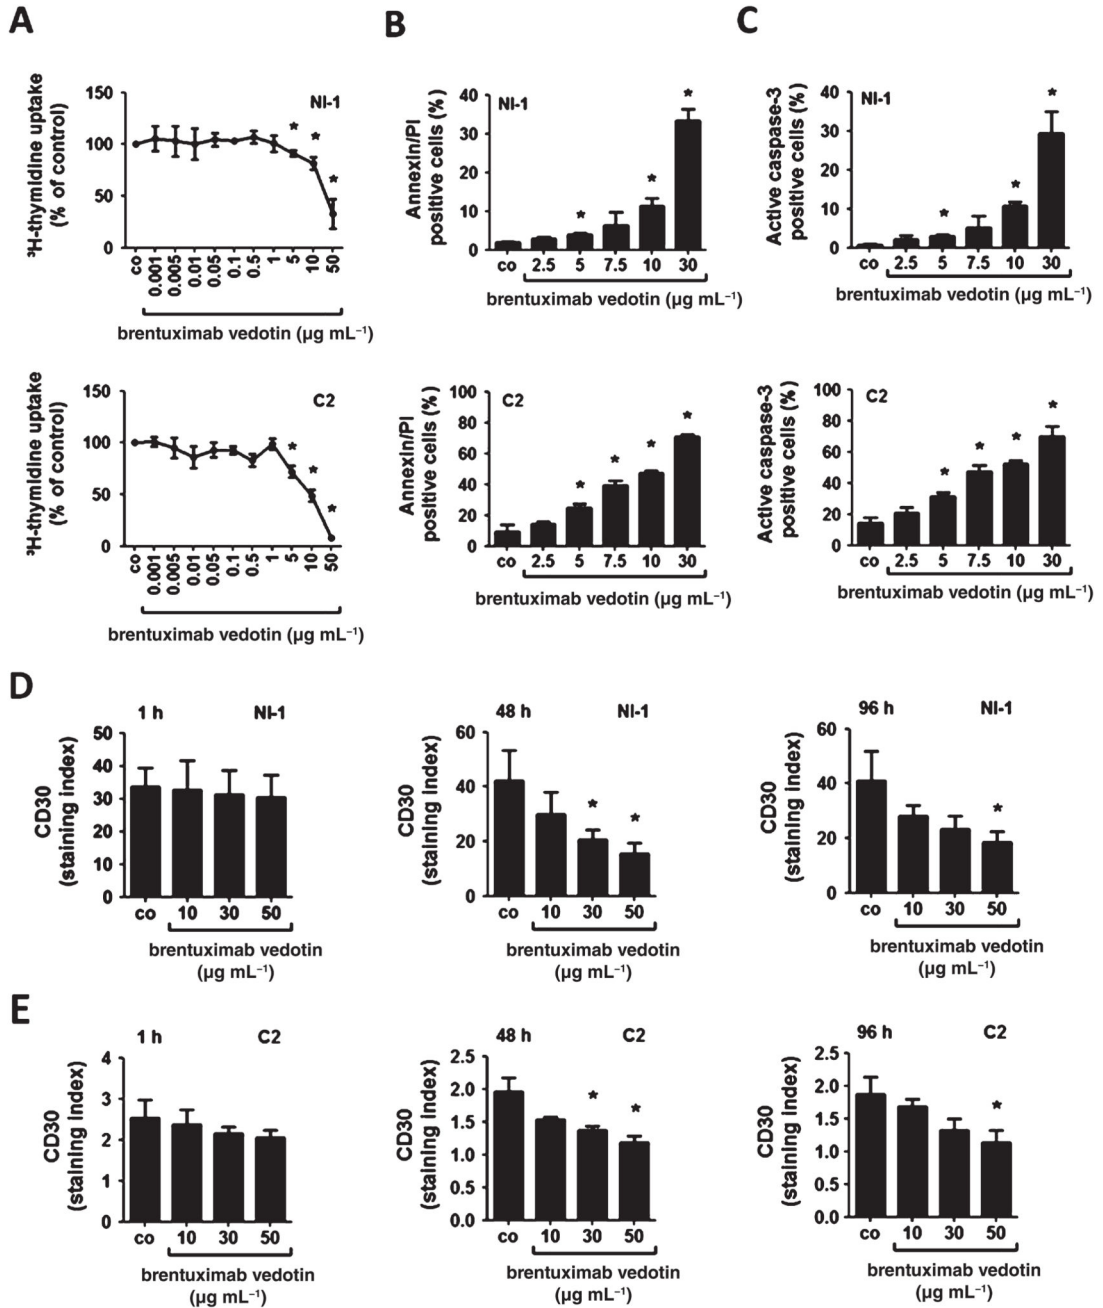 A
B
C
³H-thymidine uptake
(% of control)
150
100
50
0
NI-1
*
*
*
co
0.001
0.005
0.01
0.05
0.1
0.5
1
5
10
50
brentuximab vedotin (µg mL⁻¹)
Annexin/PI
positive cells (%)
40
30
20
10
0
NI-1
*
*
*
co
2.5
5
7.5
10
30
brentuximab vedotin (µg mL⁻¹)
Active caspase-3
positive cells (%)
40
30
20
10
0
NI-1
*
*
*
co
2.5
5
7.5
10
30
brentuximab vedotin (µg mL⁻¹)
³H-thymidine uptake
(% of control)
150
100
50
0
C2
*
*
*
co
0.001
0.005
0.01
0.05
0.1
0.5
1
5
10
50
brentuximab vedotin (µg mL⁻¹)
Annexin/PI
positive cells (%)
100
80
60
40
20
0
C2
*
*
*
*
co
2.5
5
7.5
10
30
brentuximab vedotin (µg mL⁻¹)
Active caspase-3
positive cells (%)
100
80
60
40
20
0
C2
*
*
*
*
co
2.5
5
7.5
10
30
brentuximab vedotin (µg mL⁻¹)
D
1 h
NI-1
CD30
(staining index)
50
40
30
20
10
0
co
10
30
50
brentuximab vedotin
(µg mL⁻¹)
48 h
NI-1
CD30
(staining index)
60
40
20
0
*
*
co
10
30
50
brentuximab vedotin
(µg mL⁻¹)
96 h
NI-1
CD30
(staining index)
60
40
20
0
*
co
10
30
50
brentuximab vedotin
(µg mL⁻¹)
E
1 h
C2
CD30
(staining index)
4
3
2
1
0
co
10
30
50
brentuximab vedotin
(µg mL⁻¹)
48 h
C2
CD30
(staining index)
2.5
2.0
1.5
1.0
0.5
0.0
*
*
co
10
30
50
brentuximab vedotin
(µg mL⁻¹)
96 h
C2
CD30
(staining index)
2.5
2.0
1.5
1.0
0.5
0.0
*
co
10
30
50
brentuximab vedotin
(µg mL⁻¹)